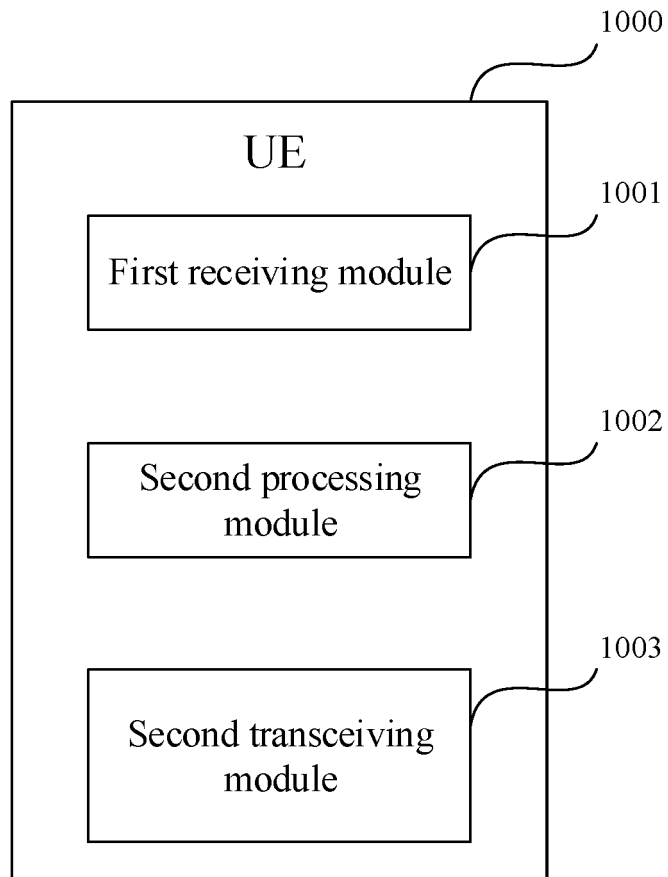 1000
UE
1001
First receiving module
1002
Second processing
module
1003
Second transceiving
module